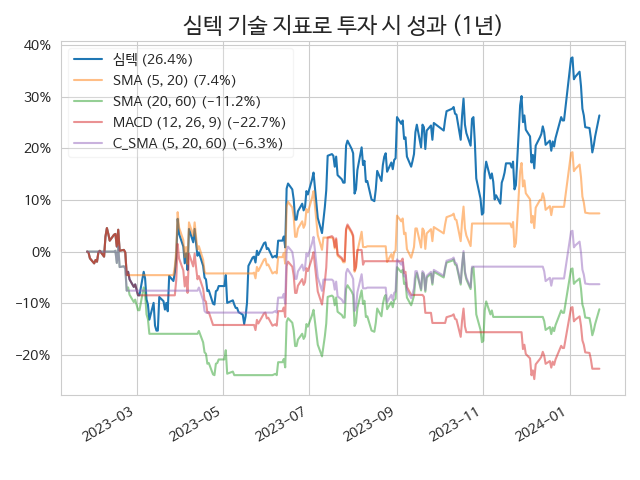 심텍 기술 지표로 투자 시 성과 (1년)
심텍 (26.4%)
SMA (5, 20) (7.4%)
SMA (20, 60) (−11.2%)
MACD (12, 26, 9) (−22.7%)
C_SMA (5, 20, 60) (−6.3%)
40%
30%
20%
10%
0%
−10%
−20%
2023−03
2023−05
2023−07
2023−09
2023−11
2024−01